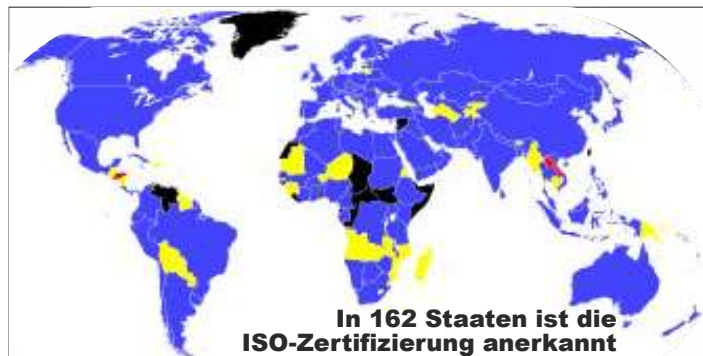 In 162 Staaten ist die
ISO-Zertifizierung anerkannt